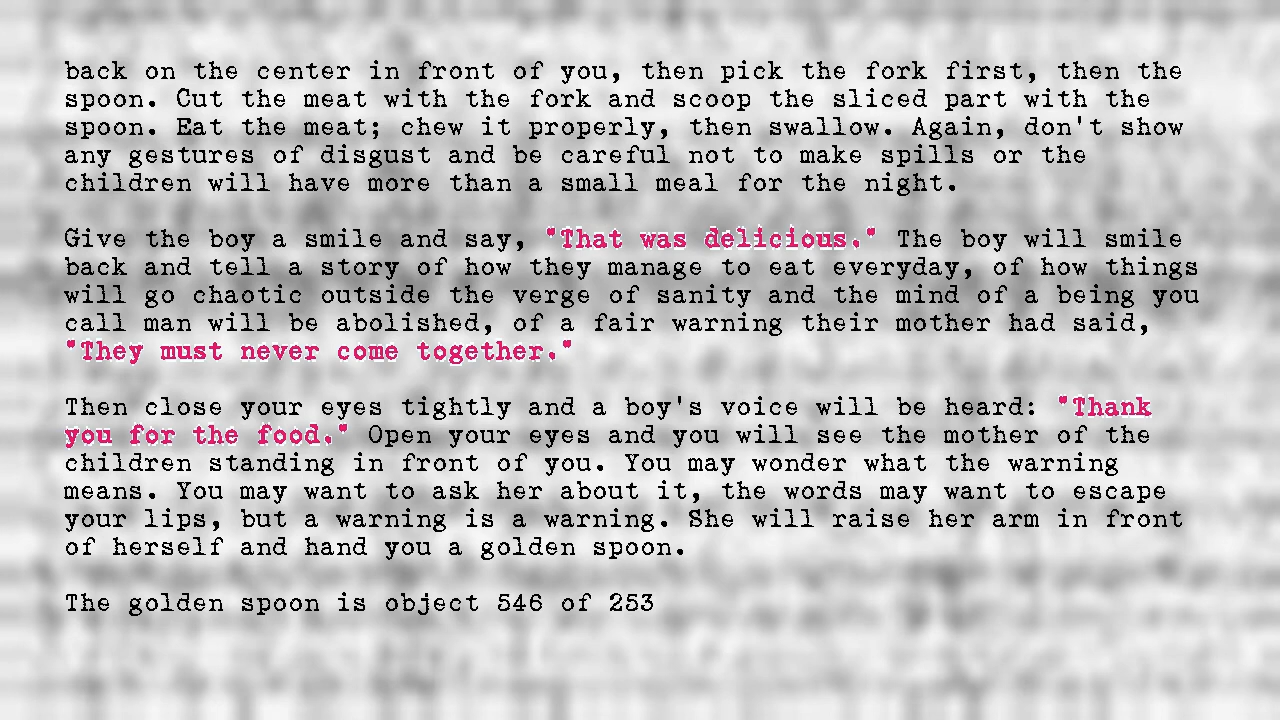 back on the center in front of you, then pick the fork first, then the
spoon. Cut the meat with the fork and scoop the sliced part with the
spoon. Eat the meat; chew it properly, then swallow. Again, don't show
any gestures of disgust and be careful not to make spills or the
children will have more than a small meal for the night.
Give the boy a smile and say, "That was delicious." The boy will smile
back and tell a story of how they manage to eat everyday, of how things
will go chaotic outside the verge of sanity and the mind of a being you
call man will be abolished, of a fair warning their mother had said,
"They must never come together."
Then close your eyes tightly and a boy's voice will be heard: "Thank
you for the food." Open your eyes and you will see the mother of the
children standing in front of you. You may wonder what the warning
means. You may want to ask her about it, the words may want to escape
your lips, but a warning is a warning. She will raise her arm in front
of herself and hand you a golden spoon.
The golden spoon is object 546 of 253